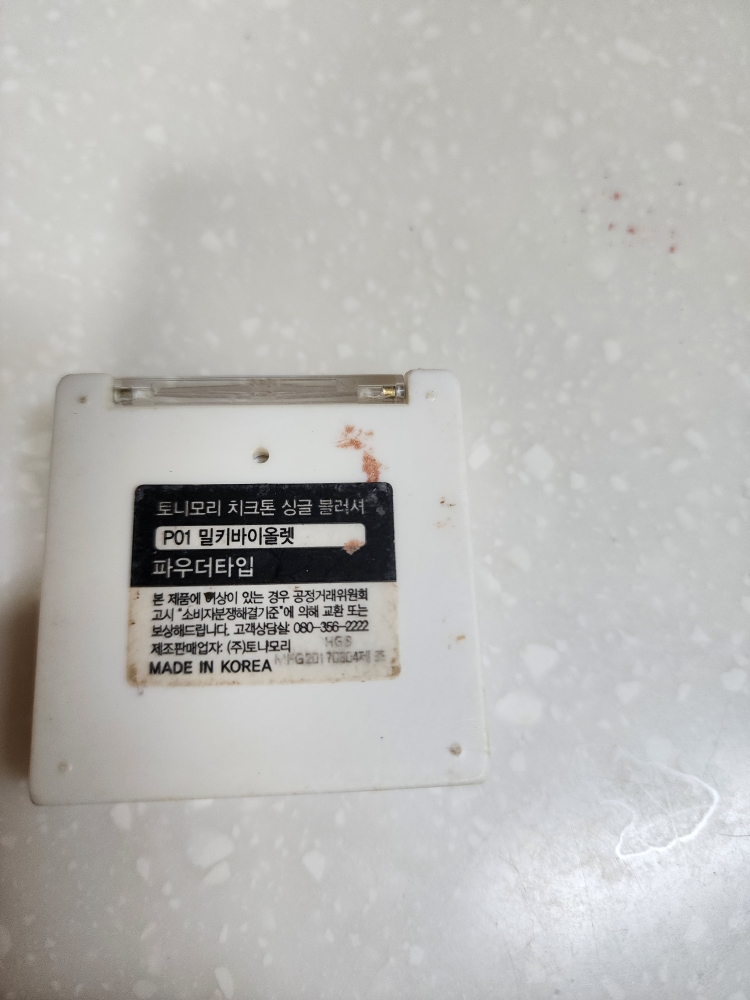 토니모리 치크톤 싱글 블러셔
P01 밀키바이올렛
파우더타입
본 제품에 이상이 있는 경우 공정거래위원회
고시 "소비자분쟁해결기준"에 의해 교환 또는
보상해드립니다. 고객상담실: 080-356-2222
제조판매업자: (주)토니모리
HGS
MADE IN KOREA